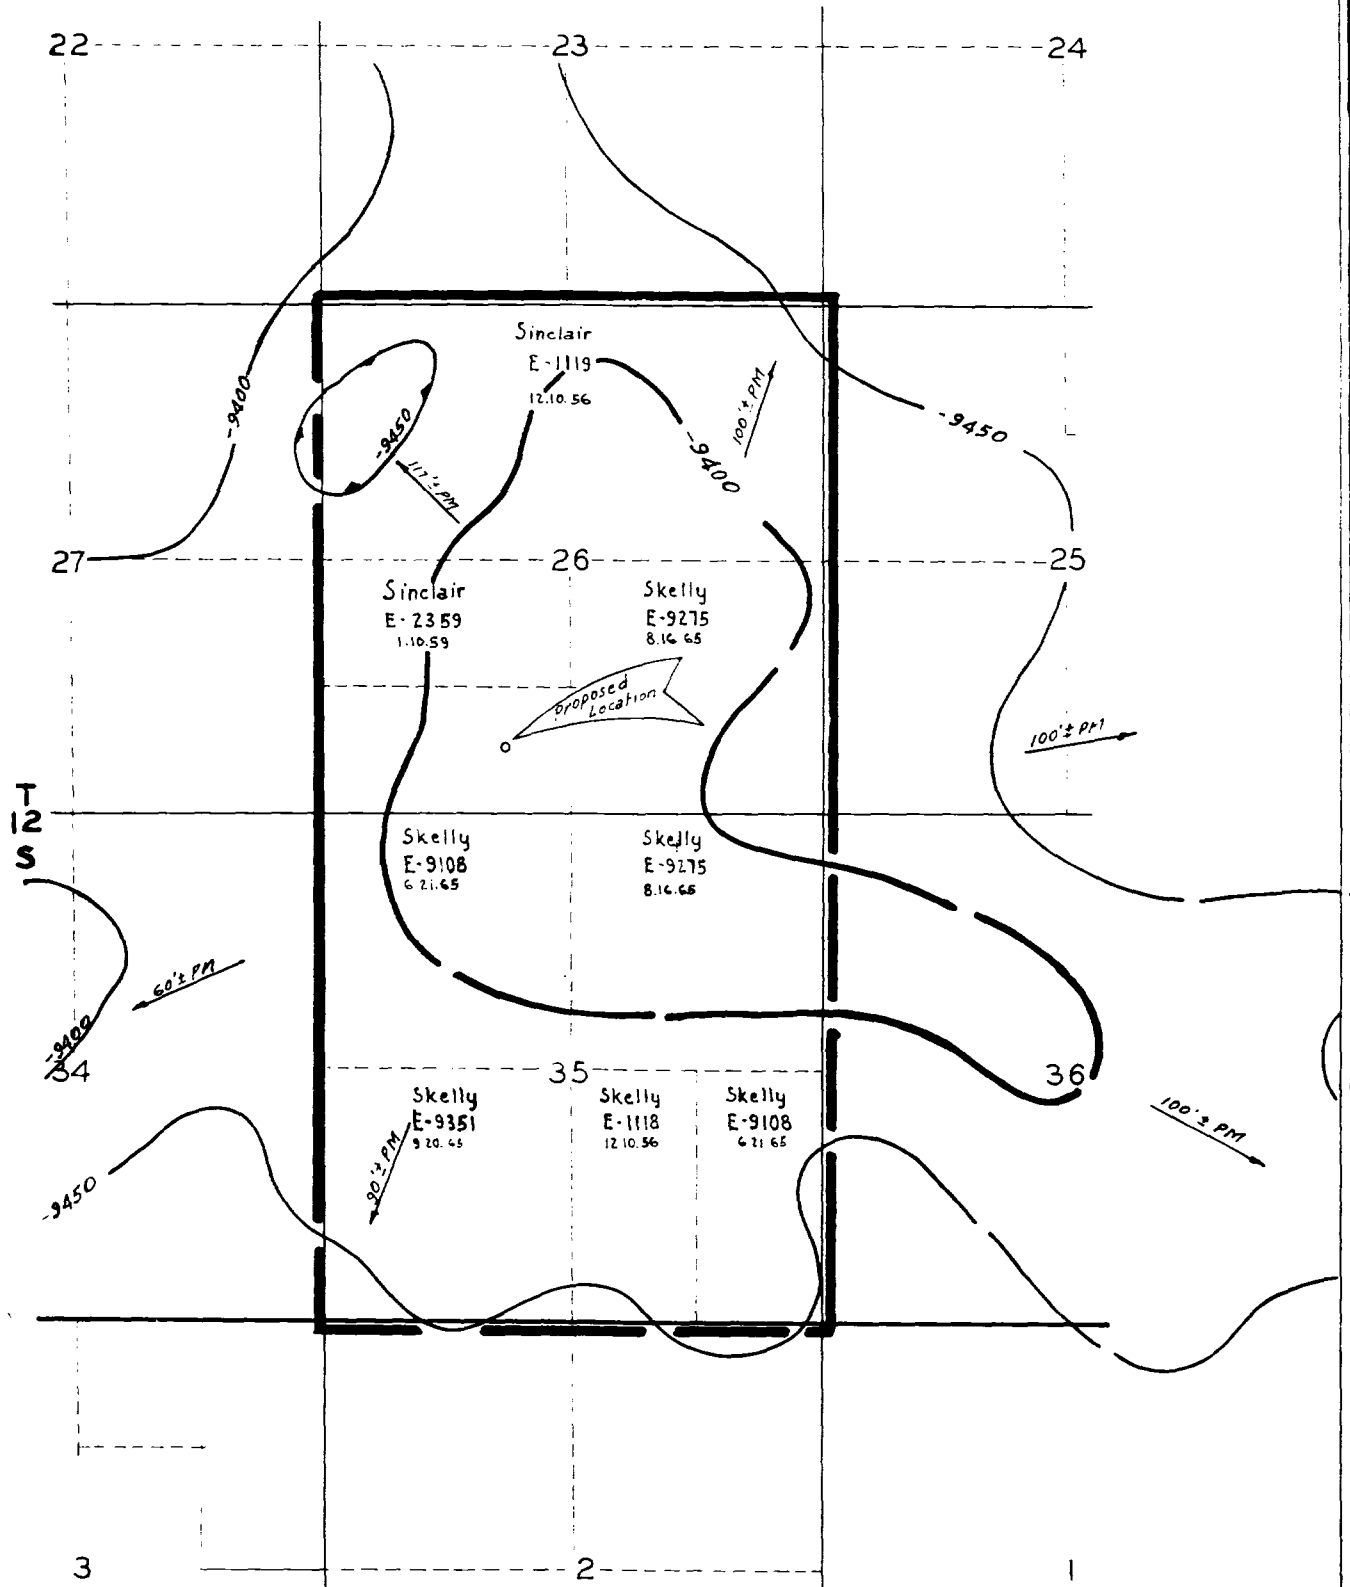 22 23 24
Sinclair
E-1119
12.10.56
-9400
100'± PM
-9450
-9450
-9400
117'± PM
27 26 25
Sinclair
E-2359
1.10.59
Skelly
E-9275
8.16.65
proposed
Location
100'± PM
T
12
S
Skelly
E-9108
6.21.65
Skelly
E-9275
8.16.65
60'± PM
-9400
34 35 36
Skelly
E-9351
9.20.65
Skelly
E-1118
12.10.56
Skelly
E-9108
6.21.65
100'± PM
90'± PM
-9450
3 2 1